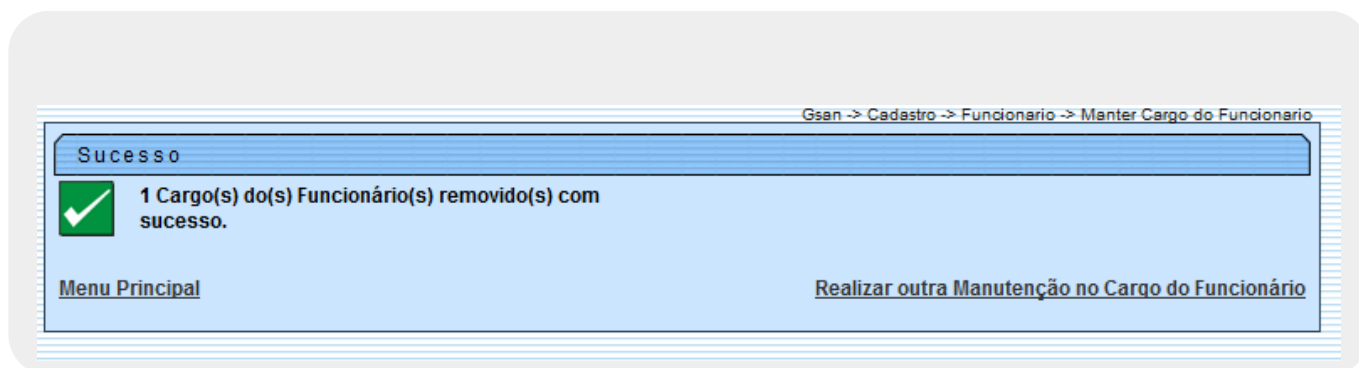 Gsan -> Cadastro -> Funcionario -> Manter Cargo do Funcionario
Sucesso
1 Cargo(s) do(s) Funcionário(s) removido(s) com
sucesso.
Menu Principal
Realizar outra Manutenção no Cargo do Funcionário